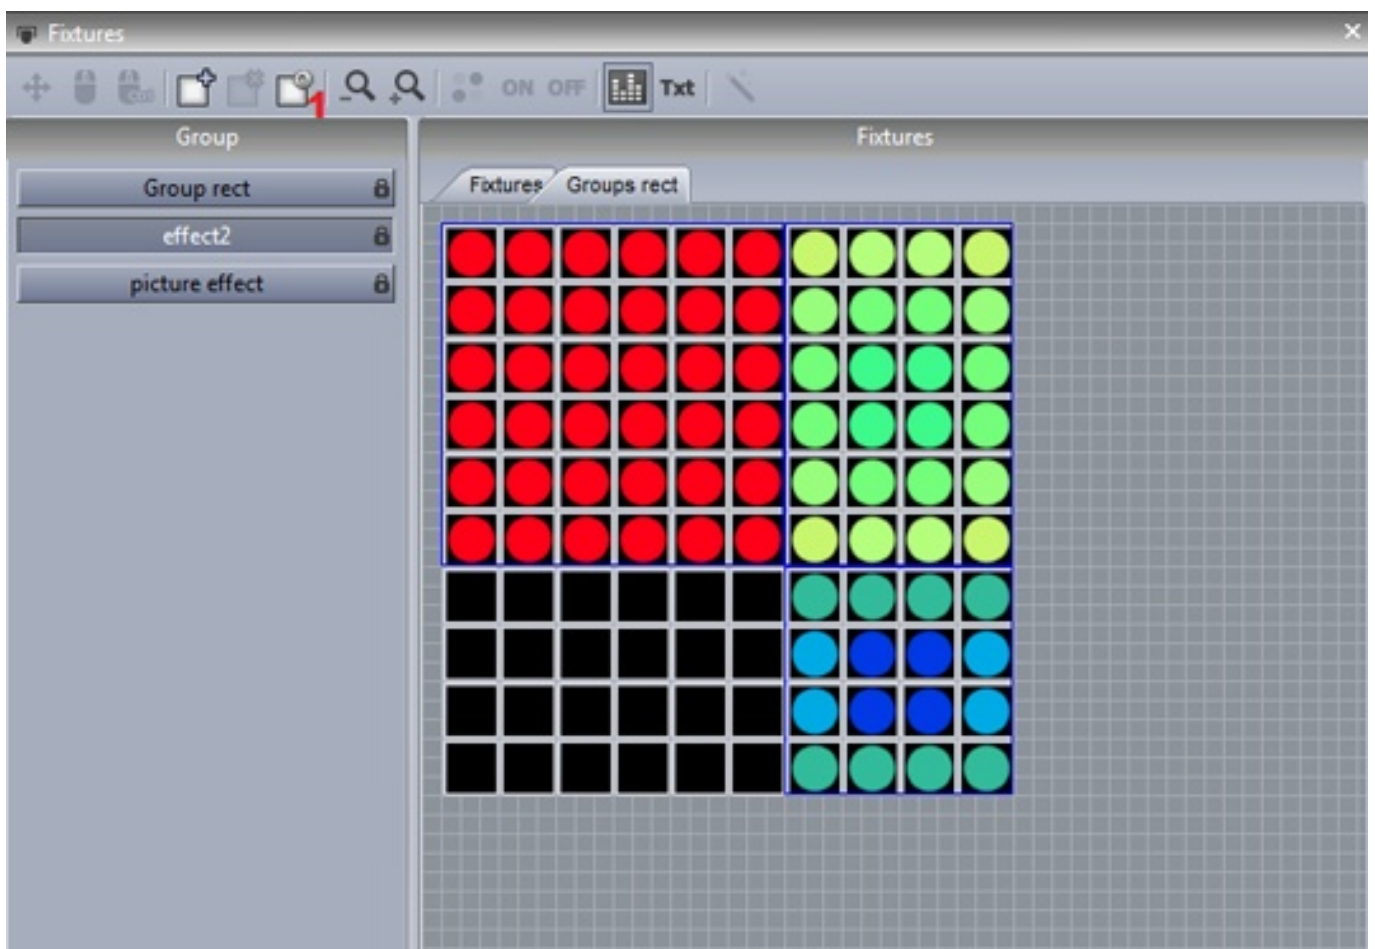 Fixtures
ON OFF Txt
1
Group
Fixtures
Group rect
effect2
picture effect
Fixtures Groups rect